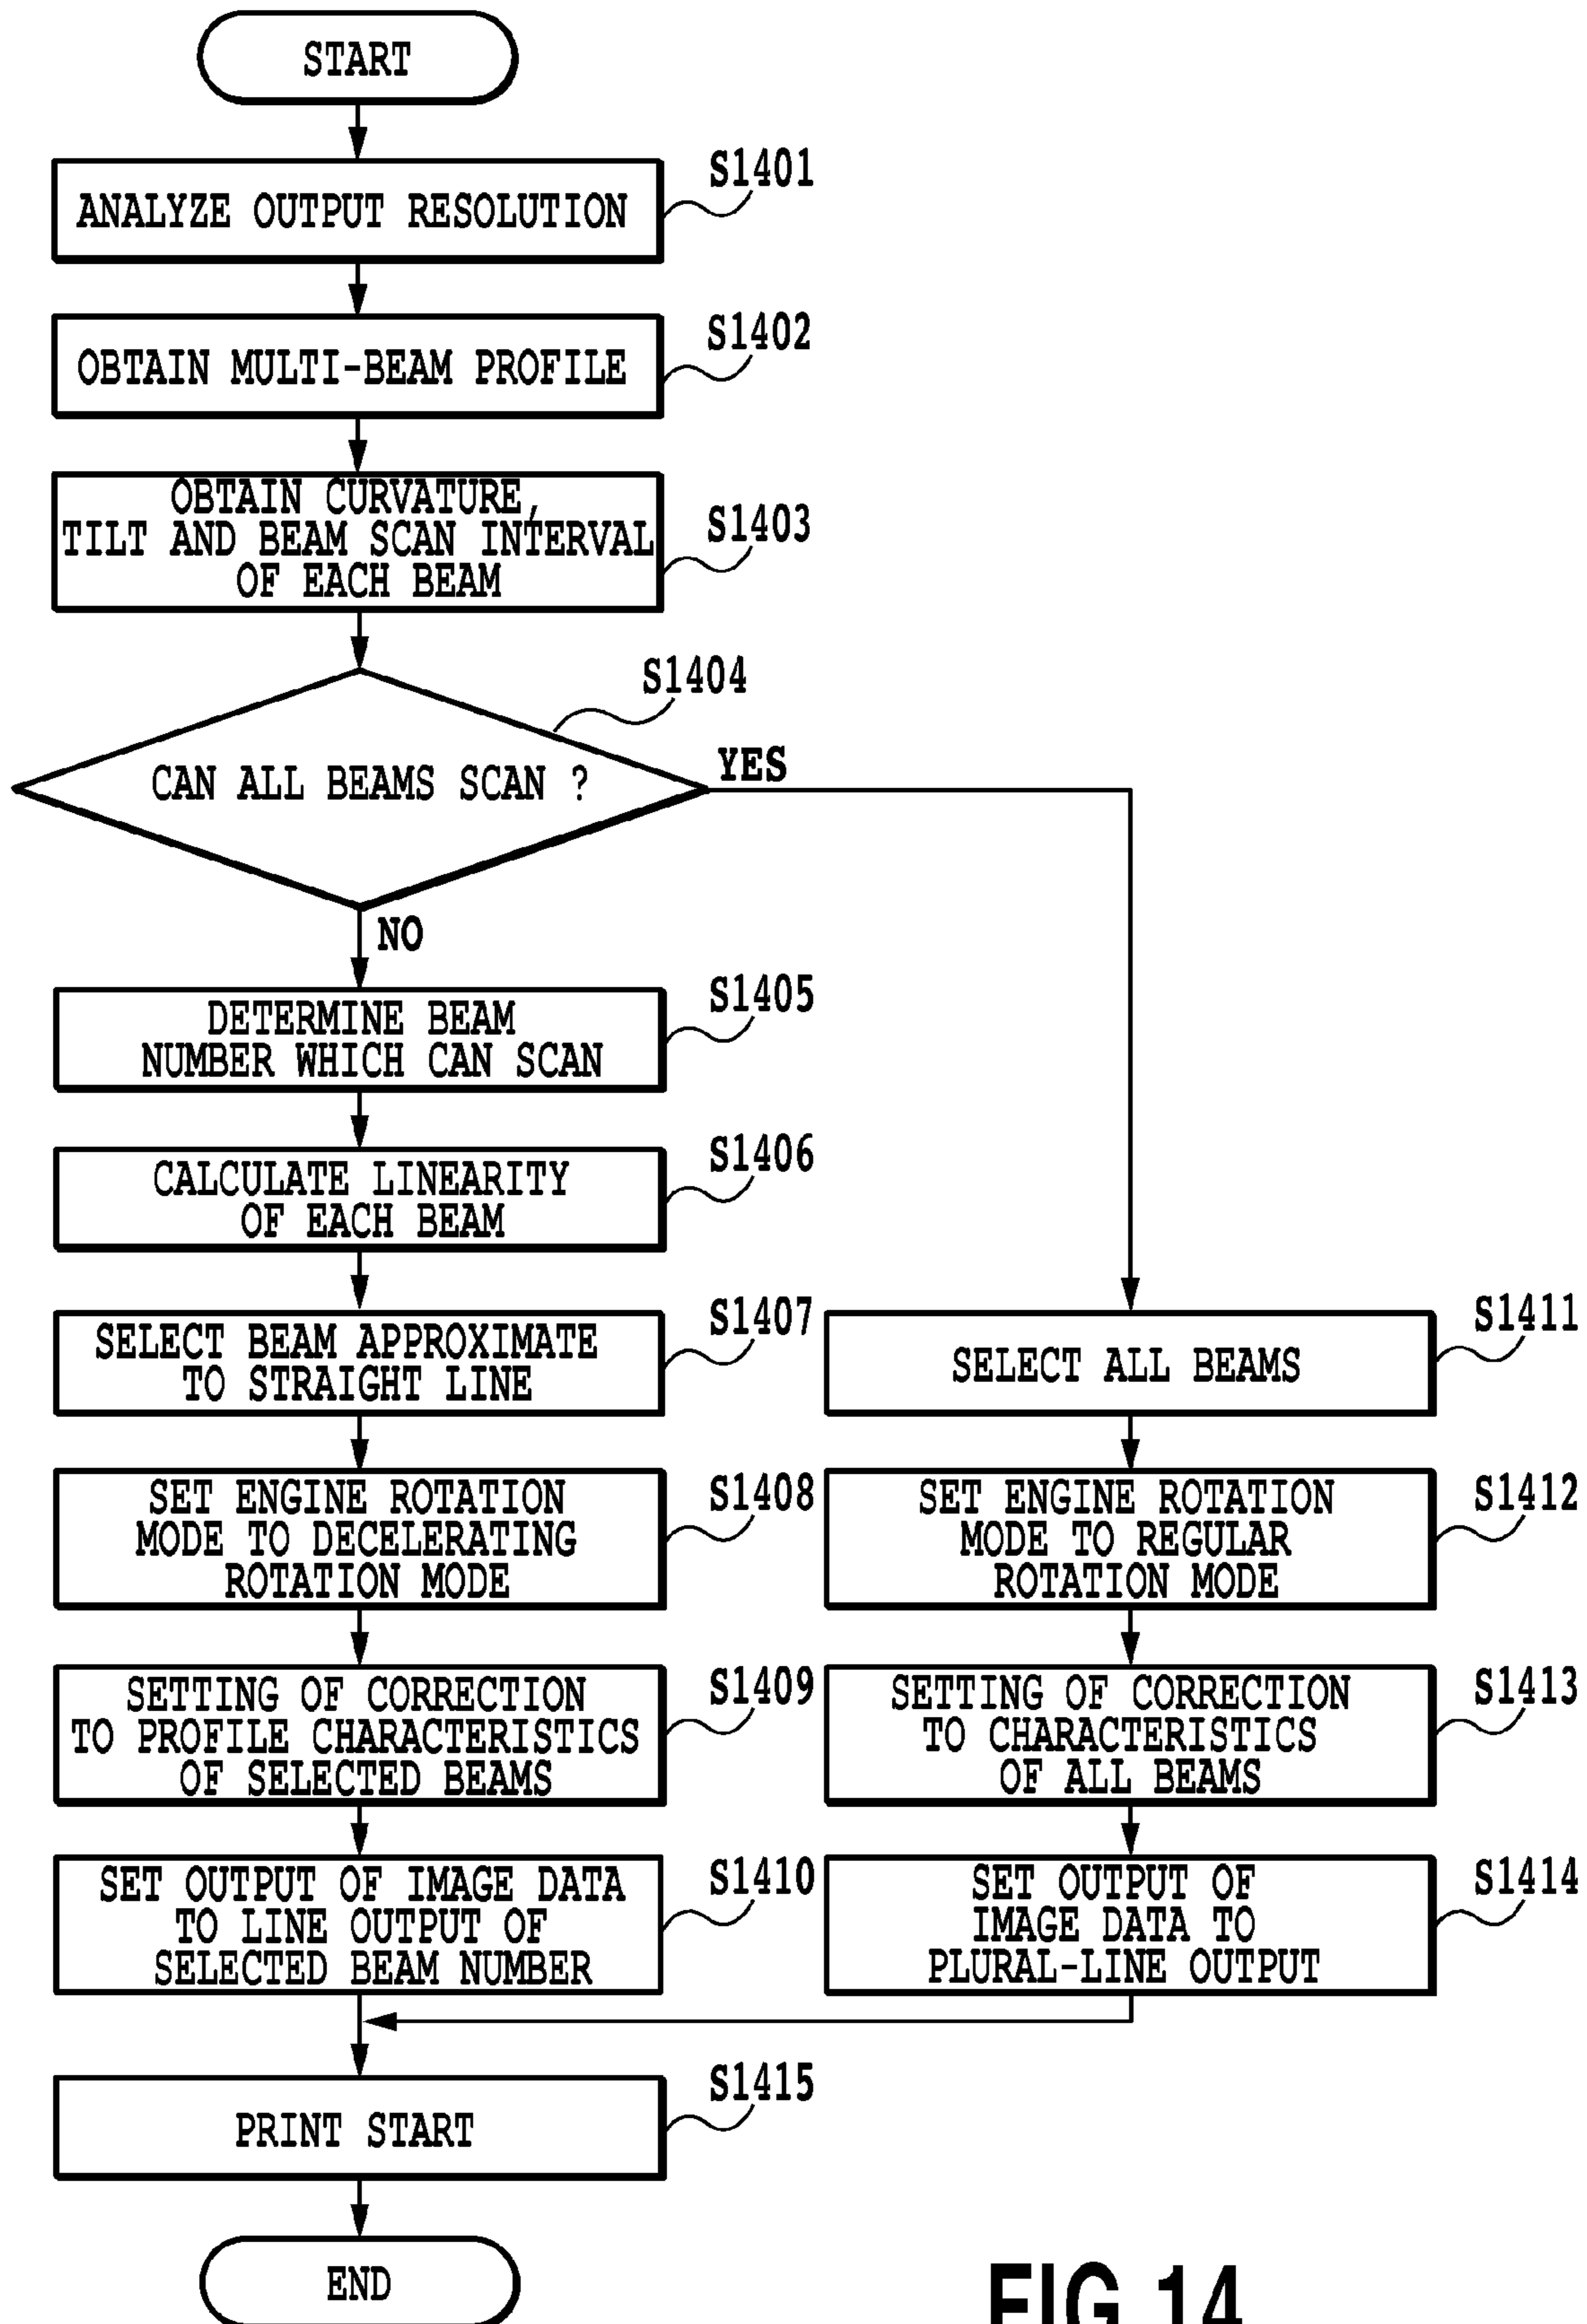 START
S1401
ANALYZE OUTPUT RESOLUTION
S1402
OBTAIN MULTI-BEAM PROFILE
S1403
OBTAIN CURVATURE,
TILT AND BEAM SCAN INTERVAL
OF EACH BEAM
S1404
CAN ALL BEAMS SCAN ?
YES
NO
S1405
DETERMINE BEAM
NUMBER WHICH CAN SCAN
S1406
CALCULATE LINEARITY
OF EACH BEAM
S1407
SELECT BEAM APPROXIMATE
TO STRAIGHT LINE
S1411
SELECT ALL BEAMS
S1408
SET ENGINE ROTATION
MODE TO DECELERATING
ROTATION MODE
S1412
SET ENGINE ROTATION
MODE TO REGULAR
ROTATION MODE
S1409
SETTING OF CORRECTION
TO PROFILE CHARACTERISTICS
OF SELECTED BEAMS
S1413
SETTING OF CORRECTION
TO CHARACTERISTICS
OF ALL BEAMS
S1410
SET OUTPUT OF IMAGE DATA
TO LINE OUTPUT OF
SELECTED BEAM NUMBER
S1414
SET OUTPUT OF
IMAGE DATA TO
PLURAL-LINE OUTPUT
S1415
PRINT START
END
FIG.14